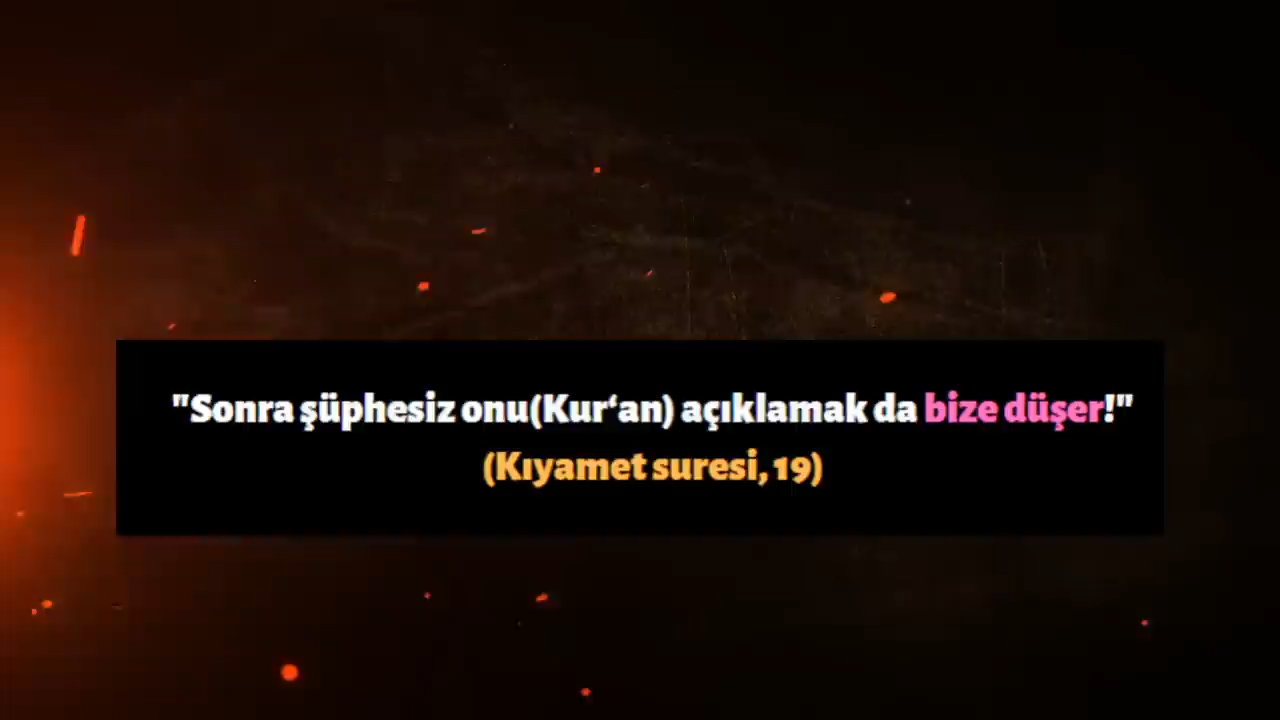 "Sonra şüphesiz onu(Kur‘an) açıklamak da bize düşer!"
(Kıyamet suresi, 19)